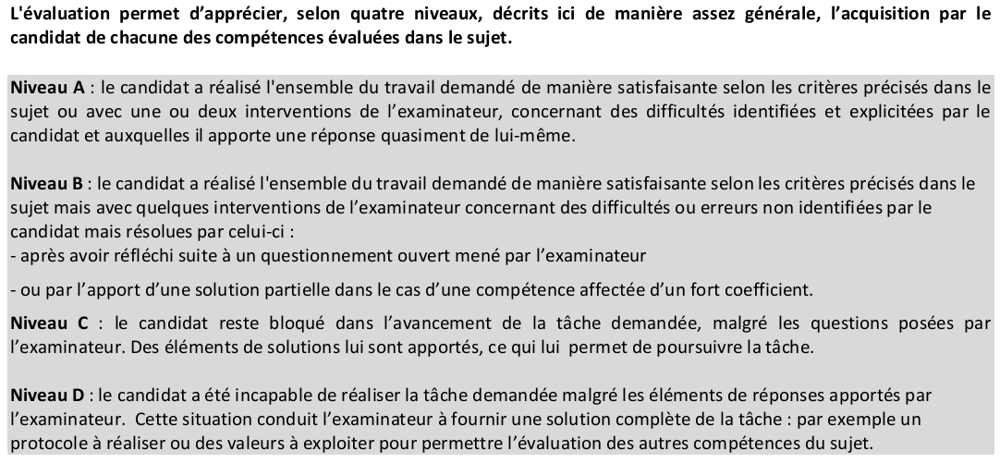 L'évaluation permet d’apprécier, selon quatre niveaux, décrits ici de manière assez générale, l’acquisition par le
candidat de chacune des compétences évaluées dans le sujet.
Niveau A : le candidat a réalisé l'ensemble du travail demandé de manière satisfaisante selon les critères précisés dans le
sujet ou avec une ou deux interventions de l’examinateur, concernant des difficultés identifiées et explicitées par le
candidat et auxquelles il apporte une réponse quasiment de lui-même.
Niveau B : le candidat a réalisé l'ensemble du travail demandé de manière satisfaisante selon les critères précisés dans le
sujet mais avec quelques interventions de l’examinateur concernant des difficultés ou erreurs non identifiées par le
candidat mais résolues par celui-ci :
- après avoir réfléchi suite à un questionnement ouvert mené par l’examinateur
- ou par l’apport d’une solution partielle dans le cas d’une compétence affectée d’un fort coefficient.
Niveau C : le candidat reste bloqué dans l’avancement de la tâche demandée, malgré les questions posées par
l’examinateur. Des éléments de solutions lui sont apportés, ce qui lui permet de poursuivre la tâche.
Niveau D : le candidat a été incapable de réaliser la tâche demandée malgré les éléments de réponses apportés par
l’examinateur. Cette situation conduit l’examinateur à fournir une solution complète de la tâche : par exemple un
protocole à réaliser ou des valeurs à exploiter pour permettre l’évaluation des autres compétences du sujet.